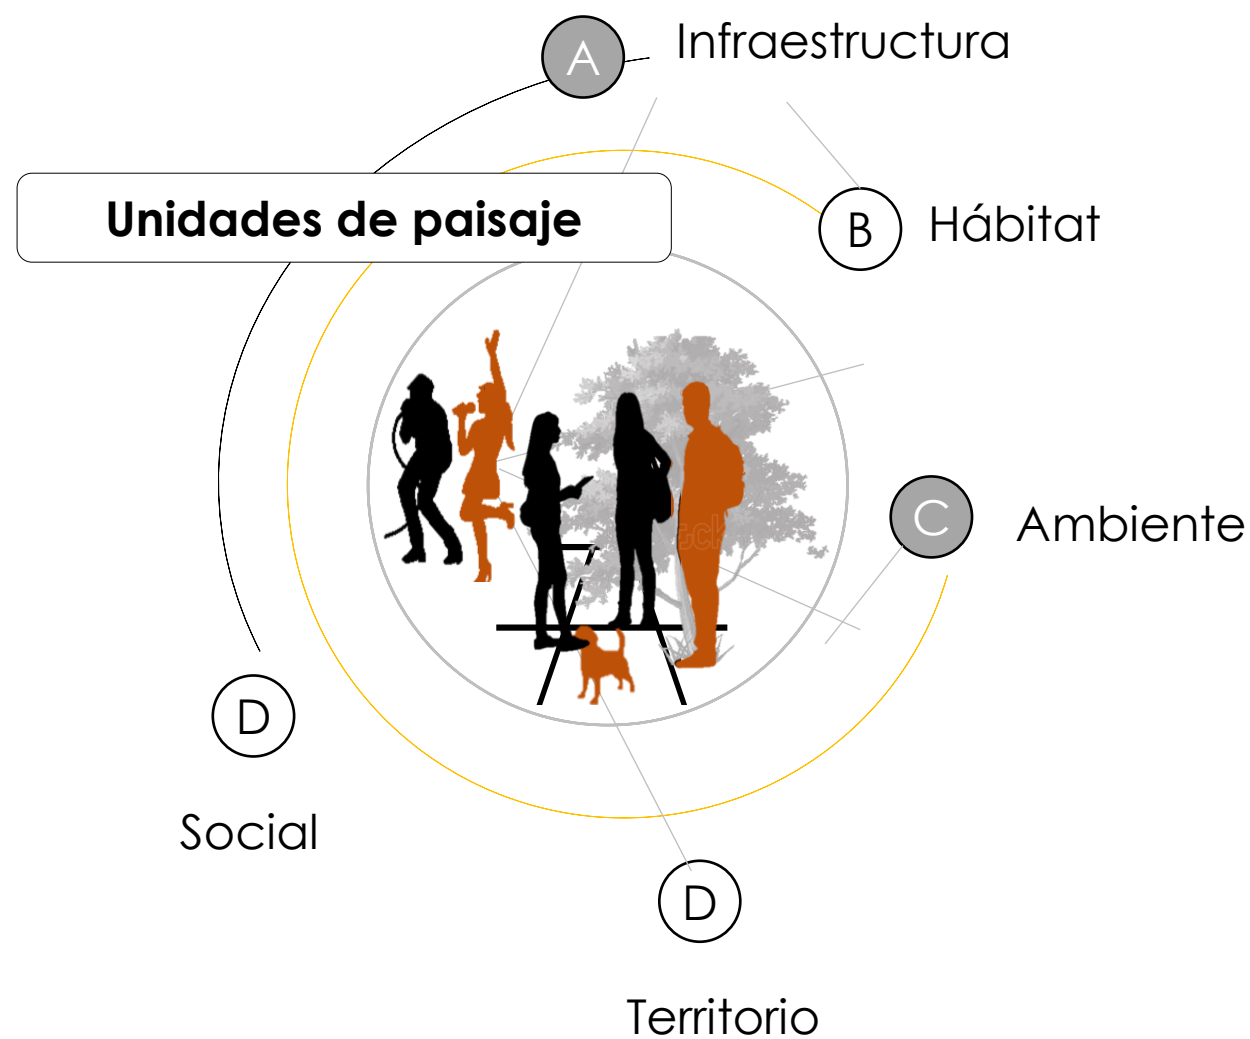 A
Infraestructura
Unidades de paisaje
B
Hábitat
C
Ambiente
D
Social
D
Territorio